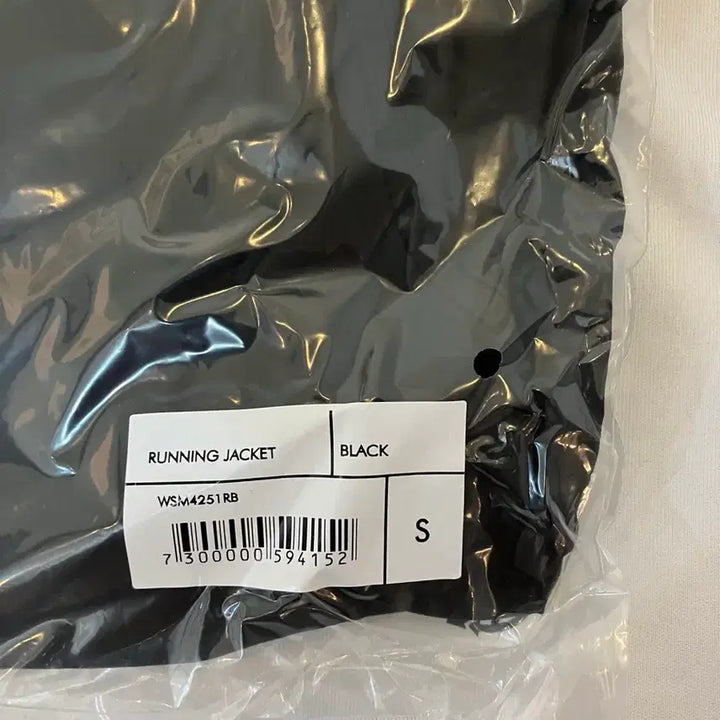 RUNNING JACKET
BLACK
WSM4251RB
S
7 300000 594152